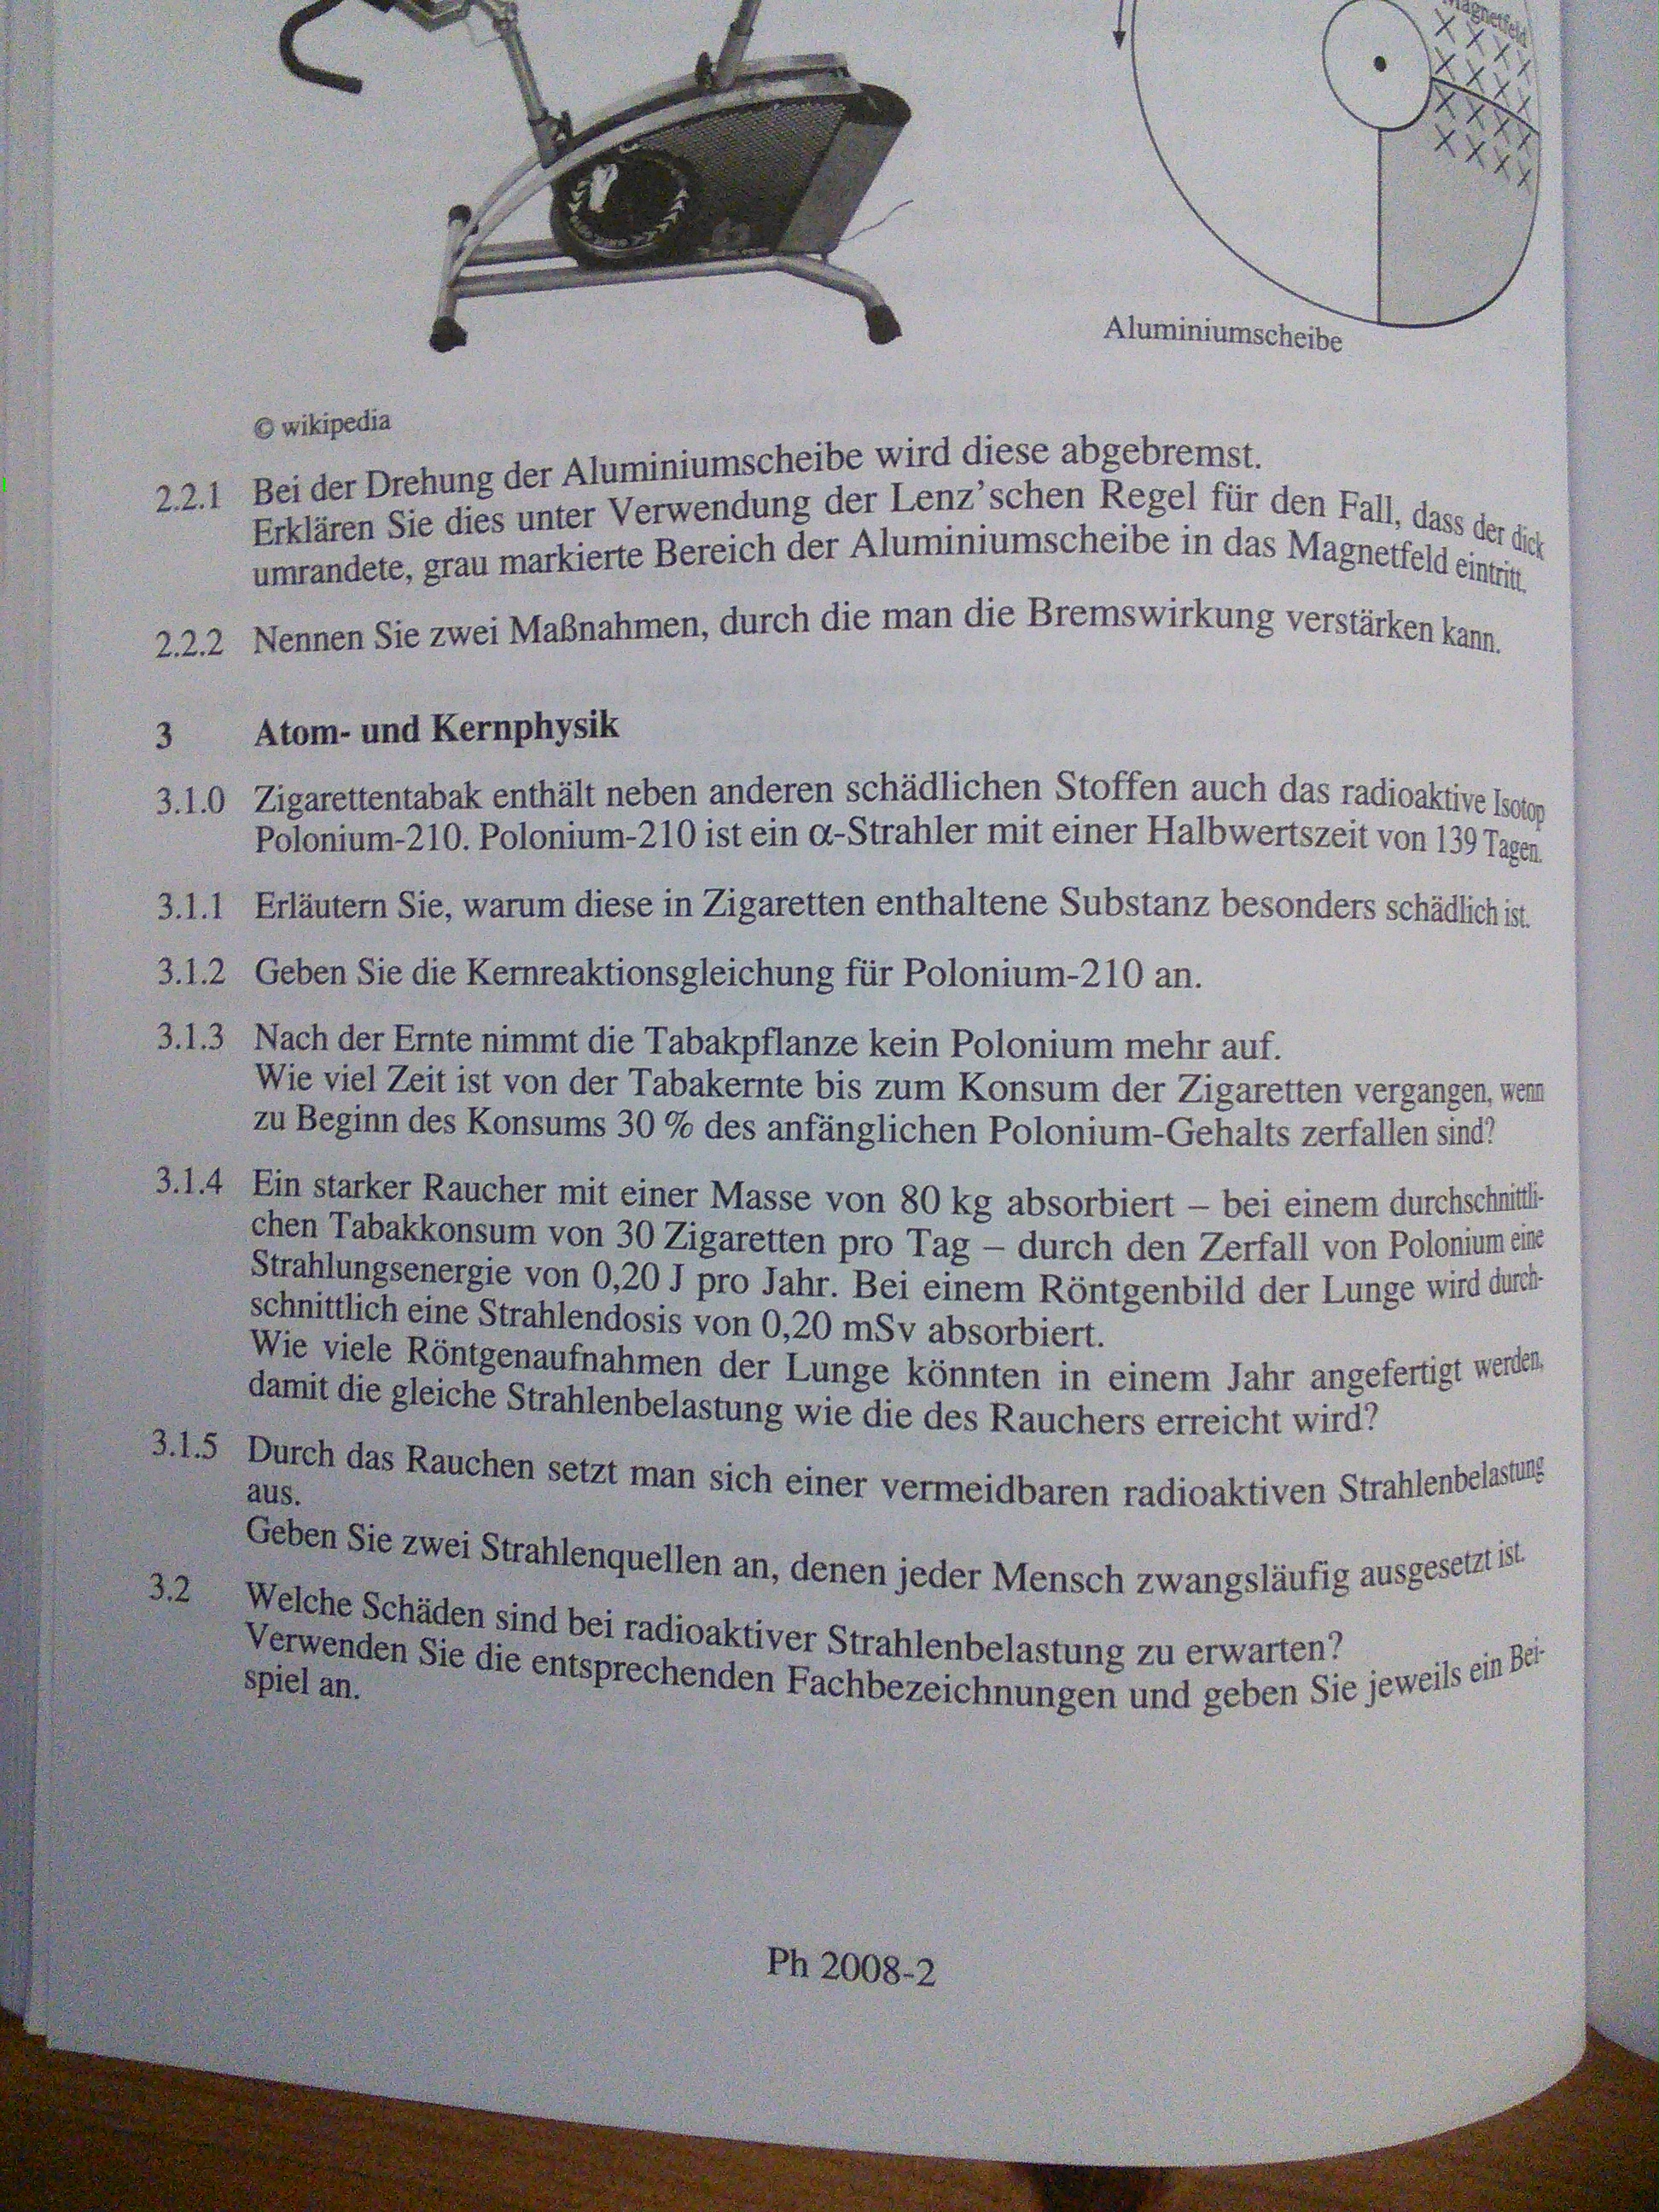 Magnetfeld
Aluminiumscheibe
© wikipedia
2.2.1 Bei der Drehung der Aluminiumscheibe wird diese abgebremst.
Erklären Sie dies unter Verwendung der Lenz'schen Regel für den Fall, dass der dick
umrandete, grau markierte Bereich der Aluminiumscheibe in das Magnetfeld eintritt.
2.2.2 Nennen Sie zwei Maßnahmen, durch die man die Bremswirkung verstärken kann.
3 Atom- und Kernphysik
3.1.0 Zigarettentabak enthält neben anderen schädlichen Stoffen auch das radioaktive Isotop
Polonium-210. Polonium-210 ist ein α-Strahler mit einer Halbwertszeit von 139 Tagen.
3.1.1 Erläutern Sie, warum diese in Zigaretten enthaltene Substanz besonders schädlich ist.
3.1.2 Geben Sie die Kernreaktionsgleichung für Polonium-210 an.
3.1.3 Nach der Ernte nimmt die Tabakpflanze kein Polonium mehr auf.
Wie viel Zeit ist von der Tabakernte bis zum Konsum der Zigaretten vergangen, wenn
zu Beginn des Konsums 30 % des anfänglichen Polonium-Gehalts zerfallen sind?
3.1.4 Ein starker Raucher mit einer Masse von 80 kg absorbiert – bei einem durchschnittli-
chen Tabakkonsum von 30 Zigaretten pro Tag – durch den Zerfall von Polonium eine
Strahlungsenergie von 0,20 J pro Jahr. Bei einem Röntgenbild der Lunge wird durch-
schnittlich eine Strahlendosis von 0,20 mSv absorbiert.
Wie viele Röntgenaufnahmen der Lunge könnten in einem Jahr angefertigt werden,
damit die gleiche Strahlenbelastung wie die des Rauchers erreicht wird?
3.1.5 Durch das Rauchen setzt man sich einer vermeidbaren radioaktiven Strahlenbelastung
aus.
Geben Sie zwei Strahlenquellen an, denen jeder Mensch zwangsläufig ausgesetzt ist.
3.2 Welche Schäden sind bei radioaktiver Strahlenbelastung zu erwarten?
Verwenden Sie die entsprechenden Fachbezeichnungen und geben Sie jeweils ein Bei-
spiel an.
Ph 2008-2